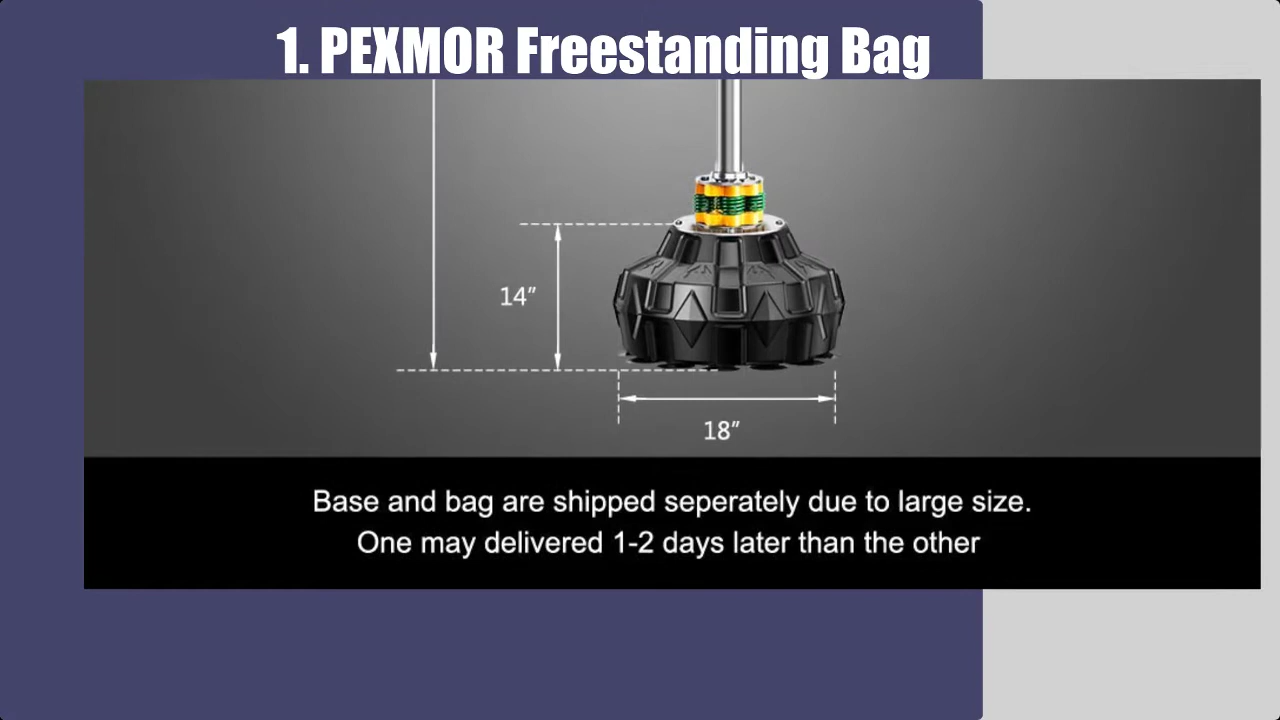 1. PEXMOR Freestanding Bag
14”
18”
Base and bag are shipped seperately due to large size.
One may delivered 1-2 days later than the other